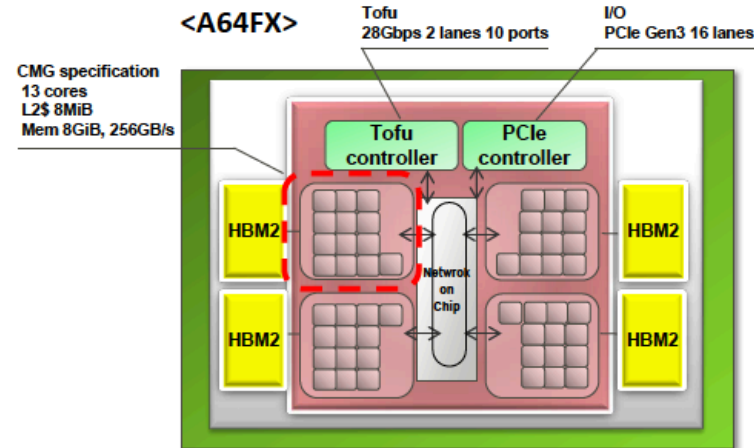 <A64FX>
Tofu
28Gbps 2 lanes 10 ports
I/O
PCIe Gen3 16 lanes
CMG specification
13 cores
L2$ 8MiB
Mem 8GiB, 256GB/s
Tofu
controller
PCIe
controller
HBM2
HBM2
Netwrok
on
Chip
HBM2
HBM2